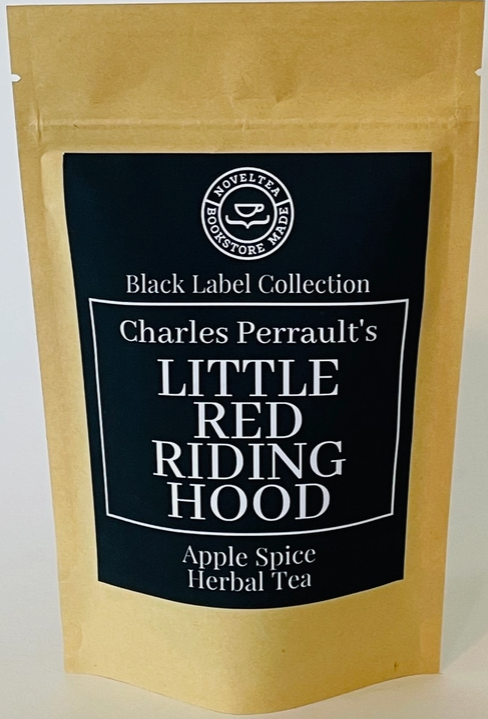 NOVELTEA
BOOKSTORE MADE
Black Label Collection
Charles Perrault's
LITTLE
RED
RIDING
HOOD
Apple Spice
Herbal Tea